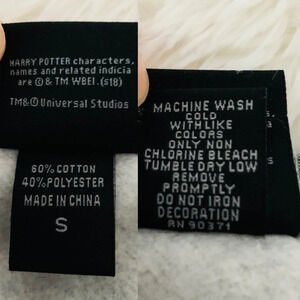 HARRY POTTER characters,
names and related indicia
are © & TM WBEI. (s18)
TM&© Universal Studios
60% COTTON
40% POLYESTER
MADE IN CHINA
S
MACHINE WASH
COLD
WITH LIKE
COLORS
ONLY NON
CHLORINE BLEACH
TUMBLE DRY LOW
REMOVE
PROMPTLY
DO NOT IRON
DECORATION
RN 90371